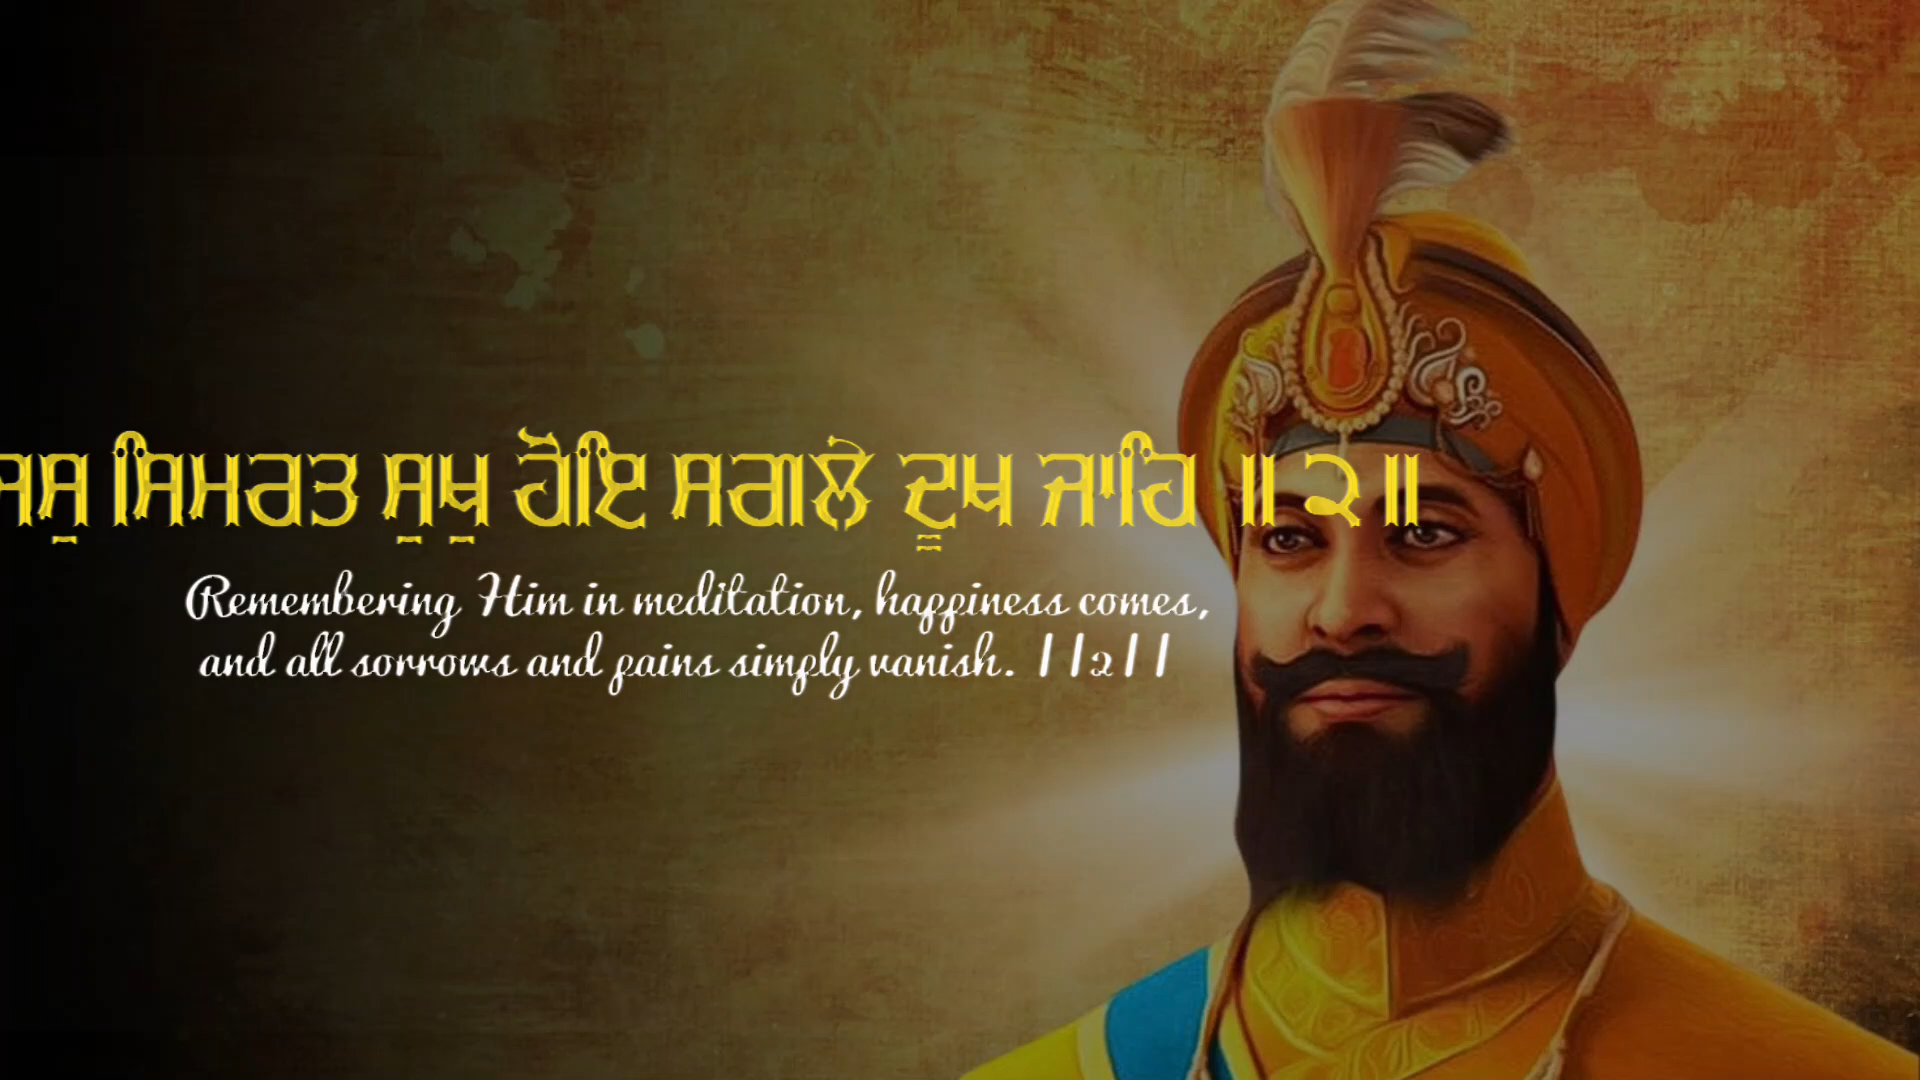 ਸਿਮਰਤ ਸੁਖੁ ਹੋਇ ਸਗਲੇ ਦੂਖ ਜਾਹਿ ॥੨॥
Remembering Him in meditation, happiness comes,
and all sorrows and pains simply vanish. ||2||